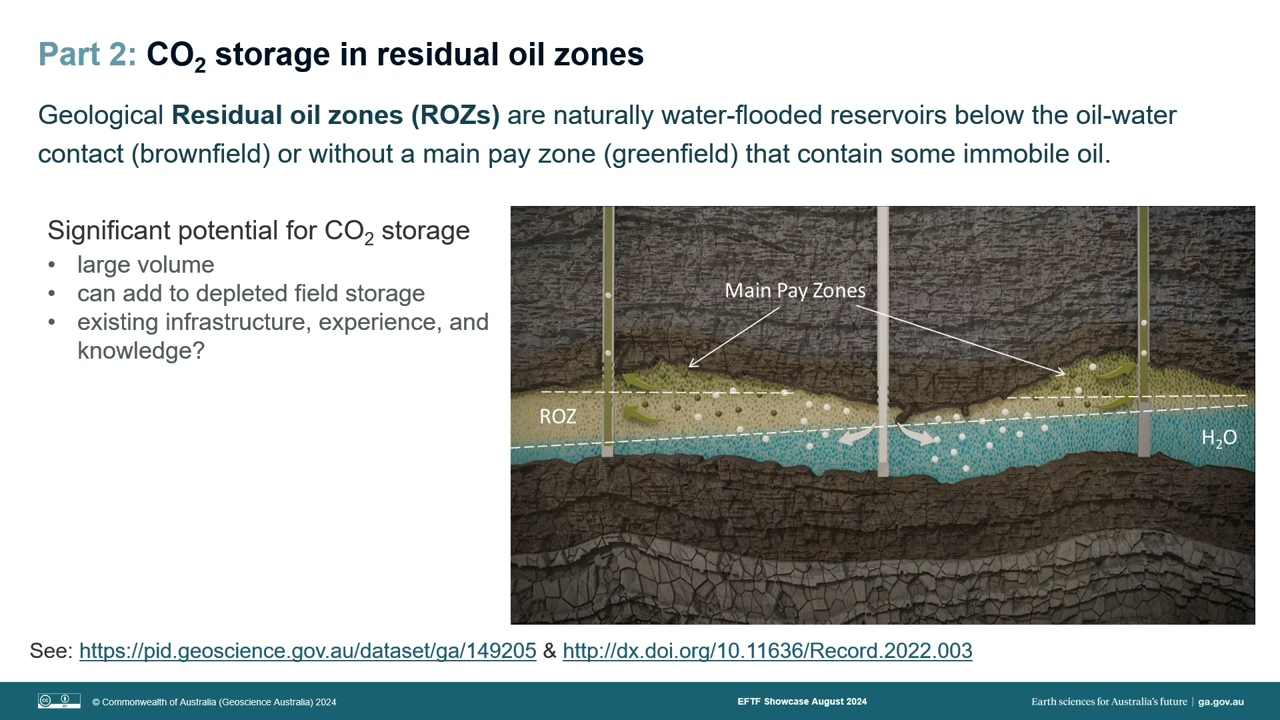 Part 2: CO₂ storage in residual oil zones
Geological Residual oil zones (ROZs) are naturally water-flooded reservoirs below the oil-water
contact (brownfield) or without a main pay zone (greenfield) that contain some immobile oil.
Significant potential for CO₂ storage
• large volume
• can add to depleted field storage
• existing infrastructure, experience, and
knowledge?
Main Pay Zones
ROZ
H₂O
See: https://pid.geoscience.gov.au/dataset/ga/149205 & http://dx.doi.org/10.11636/Record.2022.003
cc BY
© Commonwealth of Australia (Geoscience Australia) 2024
EFTF Showcase August 2024
Earth sciences for Australia's future | ga.gov.au